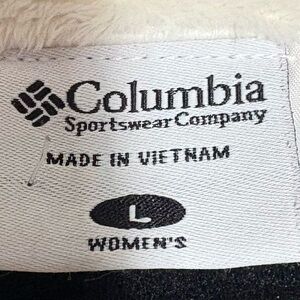 Columbia
Sportswear Company
MADE IN VIETNAM
L
WOMEN'S